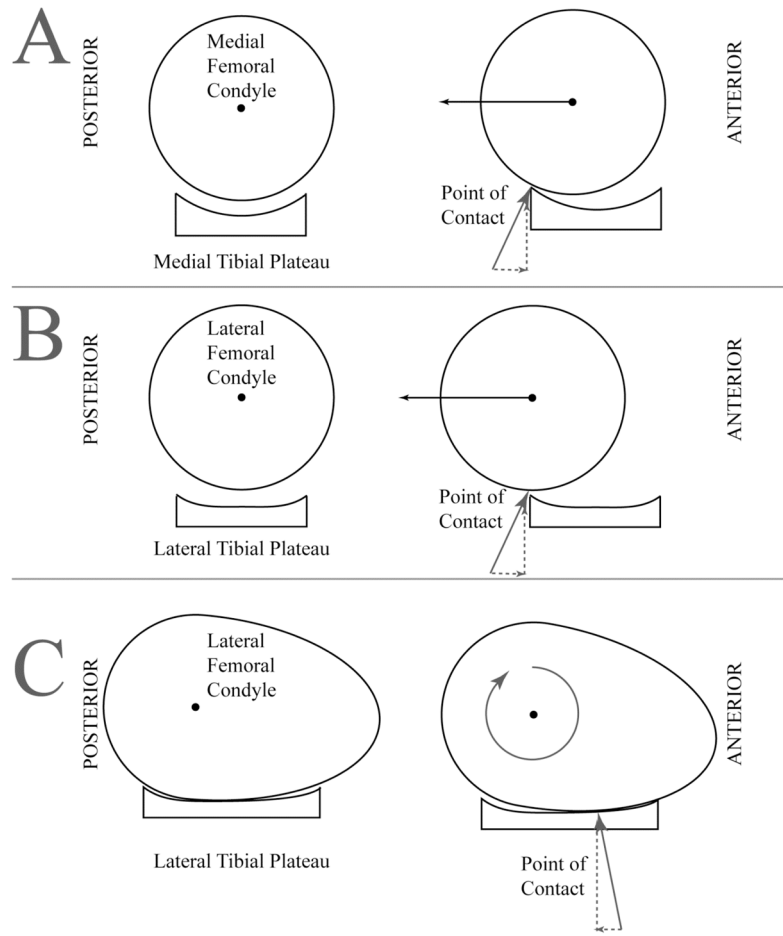 A
POSTERIOR
Medial
Femoral
Condyle
ANTERIOR
Point of
Contact
Medial Tibial Plateau
B
POSTERIOR
Lateral
Femoral
Condyle
ANTERIOR
Point of
Contact
Lateral Tibial Plateau
C
POSTERIOR
Lateral
Femoral
Condyle
ANTERIOR
Lateral Tibial Plateau
Point of
Contact